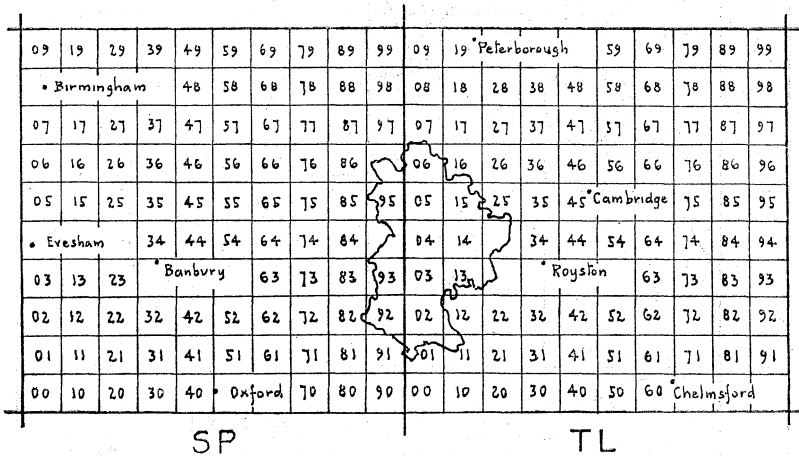 09 19 29 39 49 59 69 79 89 99 09 19 Peterborough 59 69 79 89 99
Birmingham 48 58 68 78 88 98 08 18 28 38 48 58 68 78 88 98
07 17 27 37 47 57 67 77 87 97 07 17 27 37 47 57 67 77 87 97
06 16 26 36 46 56 66 76 86 06 16 26 36 46 56 66 76 86 96
05 15 25 35 45 55 65 75 85 95 05 15 25 35 45 Cambridge 75 85 95
Evesham 34 44 54 64 74 84 04 14 34 44 54 64 74 84 94
03 13 23 Banbury 63 73 83 93 03 13 Royston 63 73 83 93
02 12 22 32 42 52 62 72 82 92 02 12 22 32 42 52 62 72 82 92
01 11 21 31 41 51 61 71 81 91 01 11 21 31 41 51 61 71 81 91
00 10 20 30 40 Oxford 70 80 90 00 10 20 30 40 50 60 Chelmsford
SP TL